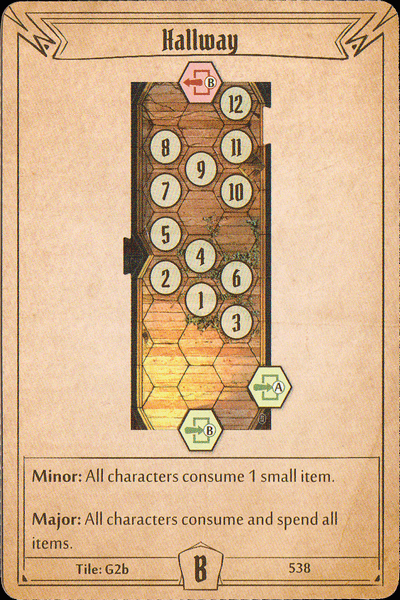 Hallway
B
12
8
11
9
7
10
5
4
2
6
1
3
A
B
Minor: All characters consume 1 small item.
Major: All characters consume and spend all
items.
Tile: G2b
B
538